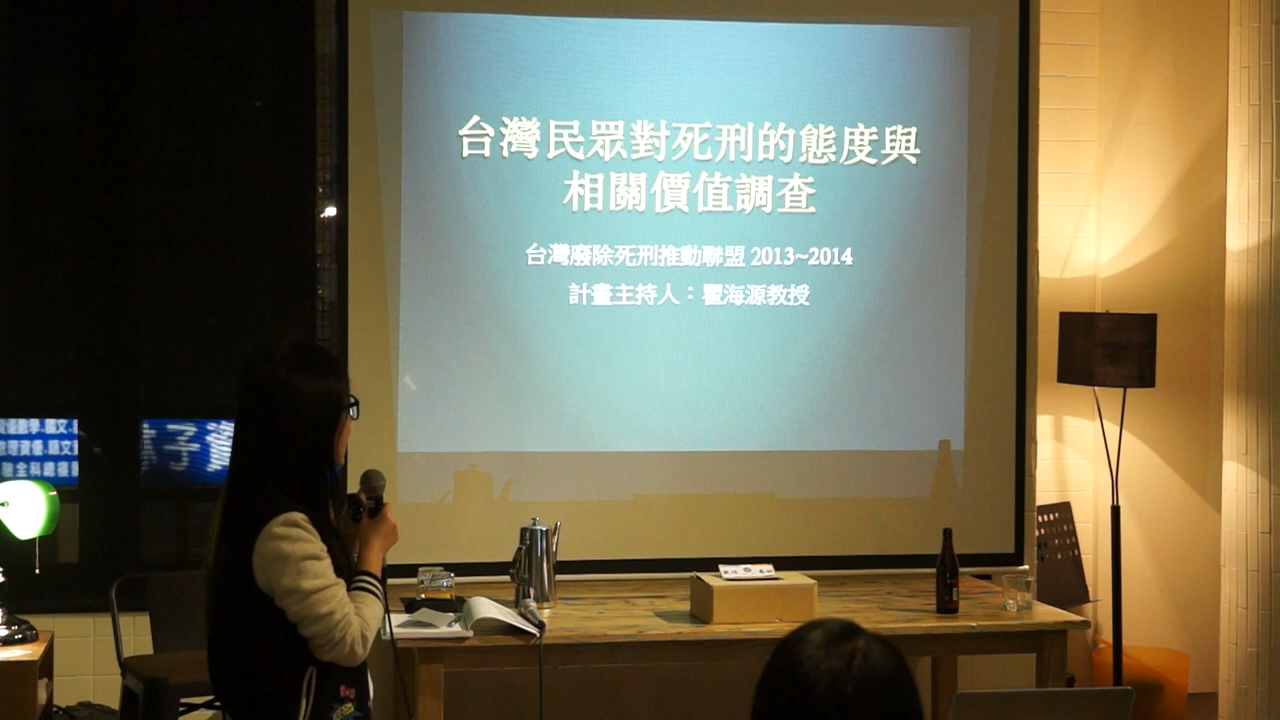 台灣民眾對死刑的態度與
相關價值調查
台灣廢除死刑推動聯盟 2013~2014
計畫主持人：瞿海源教授
子資